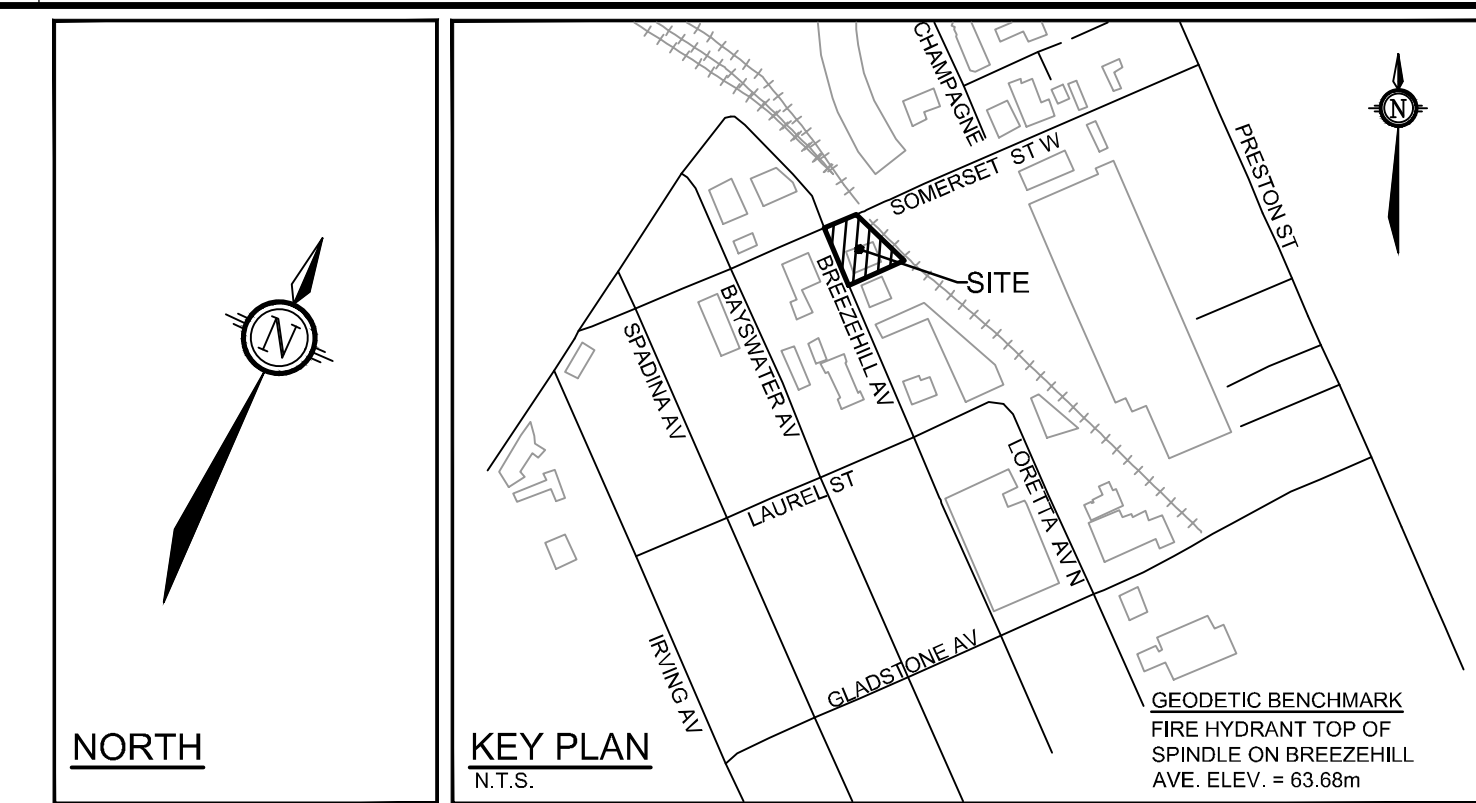 N
NORTH
CHAMPAGNE
N
SOMERSET ST W
PRESTON ST
SITE
BREEZEHILL AV
BAYSWATER AV
SPADINA AV
LORETTA AV N
LAUREL ST
IRVING AV
GLADSTONE AV
KEY PLAN
N.T.S.
GEODETIC BENCHMARK
FIRE HYDRANT TOP OF
SPINDLE ON BREEZEHILL
AVE. ELEV. = 63.68m